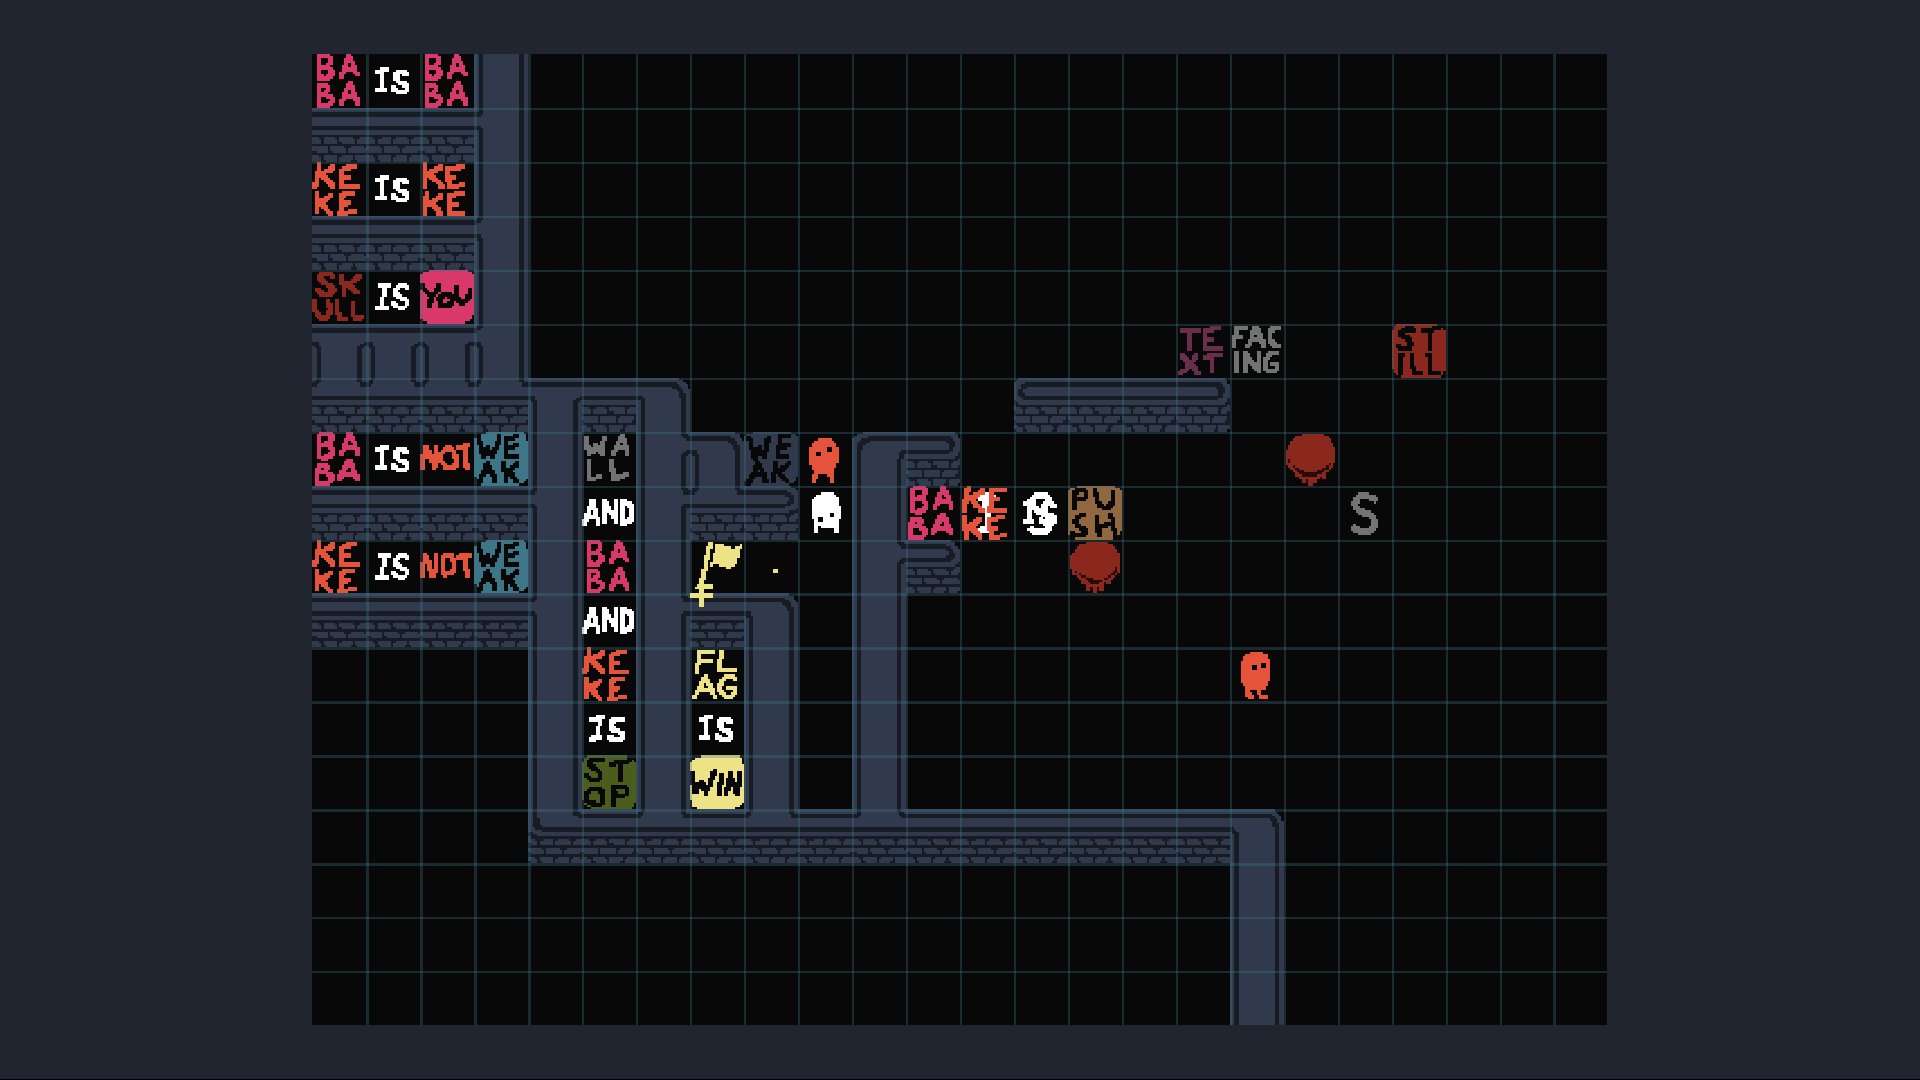 BABA IS BABA
KEKE IS KEKE
SKULL IS YOU
TEXT FACING STILL
BABA IS NOT WEAK WALL WEAK
AND BABA KEKE IS PUSH S
KEKE IS NOT WEAK BABA
AND
KEKE FLAG
IS IS
STOP WIN